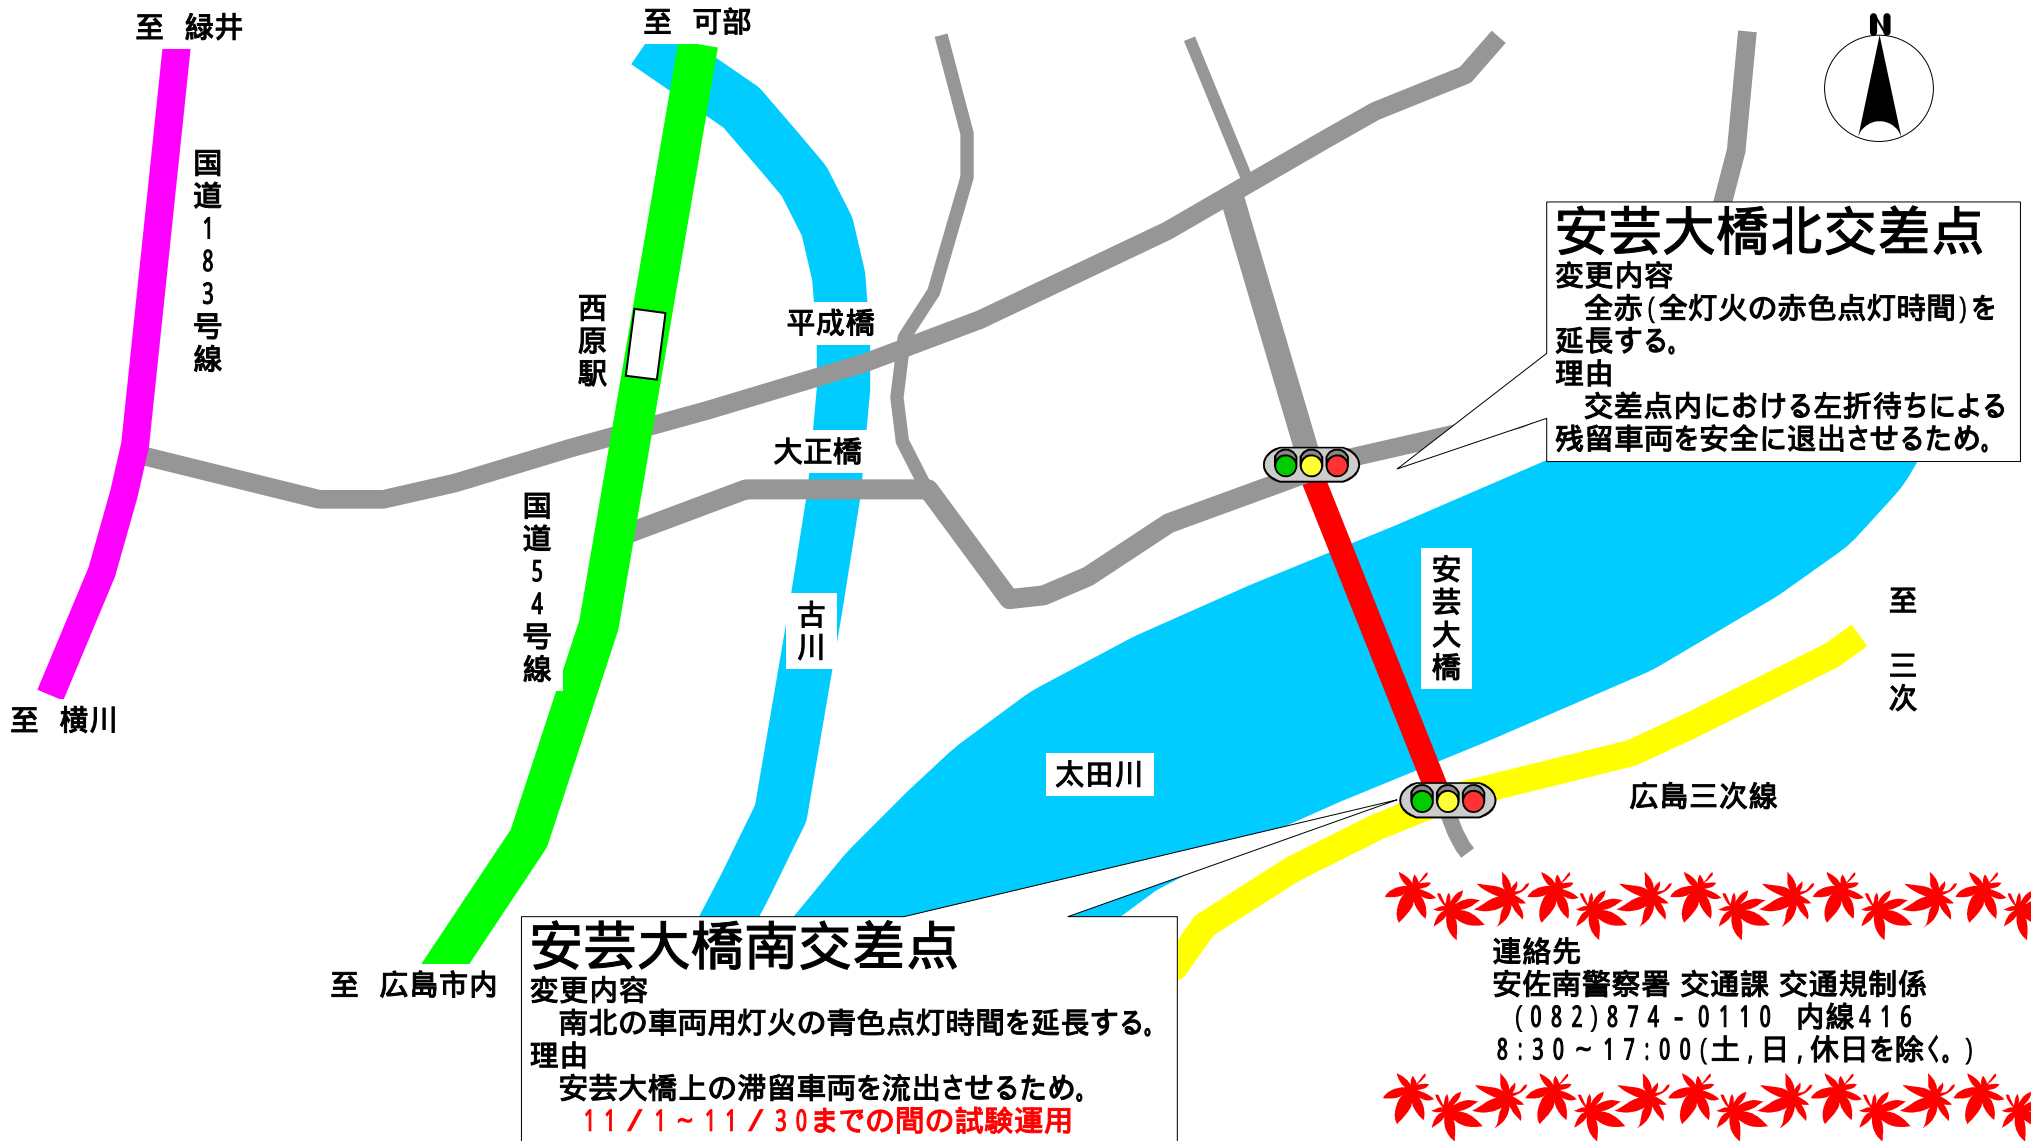 至 緑井
至 可部
N
国道183号線
安芸大橋北交差点
変更内容
全赤(全灯火の赤色点灯時間)を
延長する。
理由
交差点内における左折待ちによる
残留車両を安全に退出させるため。
西原駅
平成橋
大正橋
国道54号線
安芸大橋
古川
至 三次
至 横川
太田川
広島三次線
至 広島市内
安芸大橋南交差点
変更内容
南北の車両用灯火の青色点灯時間を延長する。
理由
安芸大橋上の滞留車両を流出させるため。
11/1~11/30までの間の試験運用
連絡先
安佐南警察署 交通課 交通規制係
(082)874-0110 内線416
8:30~17:00(土,日,休日を除く。)